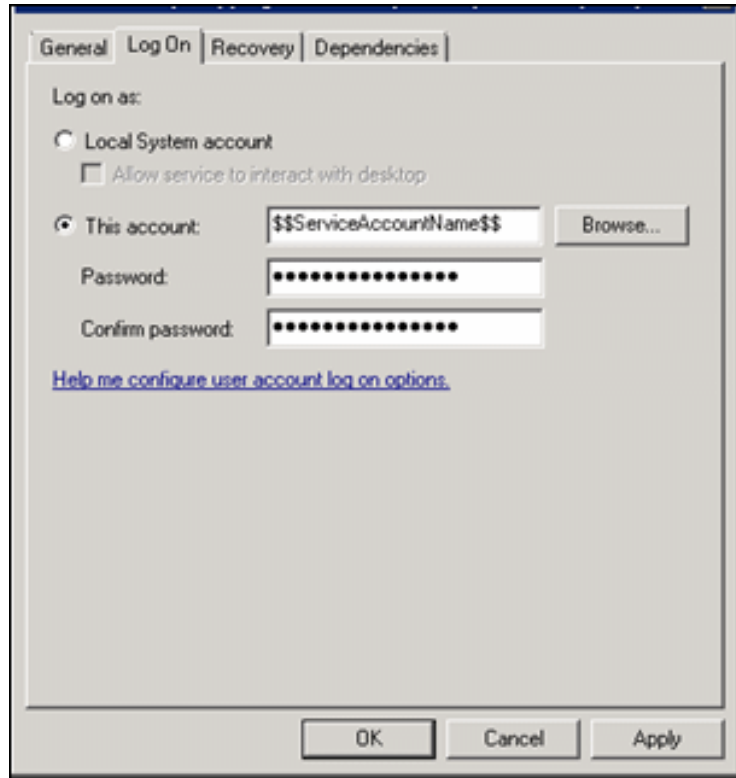 General Log On Recovery Dependencies
Log on as:
Local System account
Allow service to interact with desktop
This account: $$ServiceAccountName$$ Browse...
Password: ●●●●●●●●●●●●●●●
Confirm password: ●●●●●●●●●●●●●●●
Help me configure user account log on options.
OK Cancel Apply